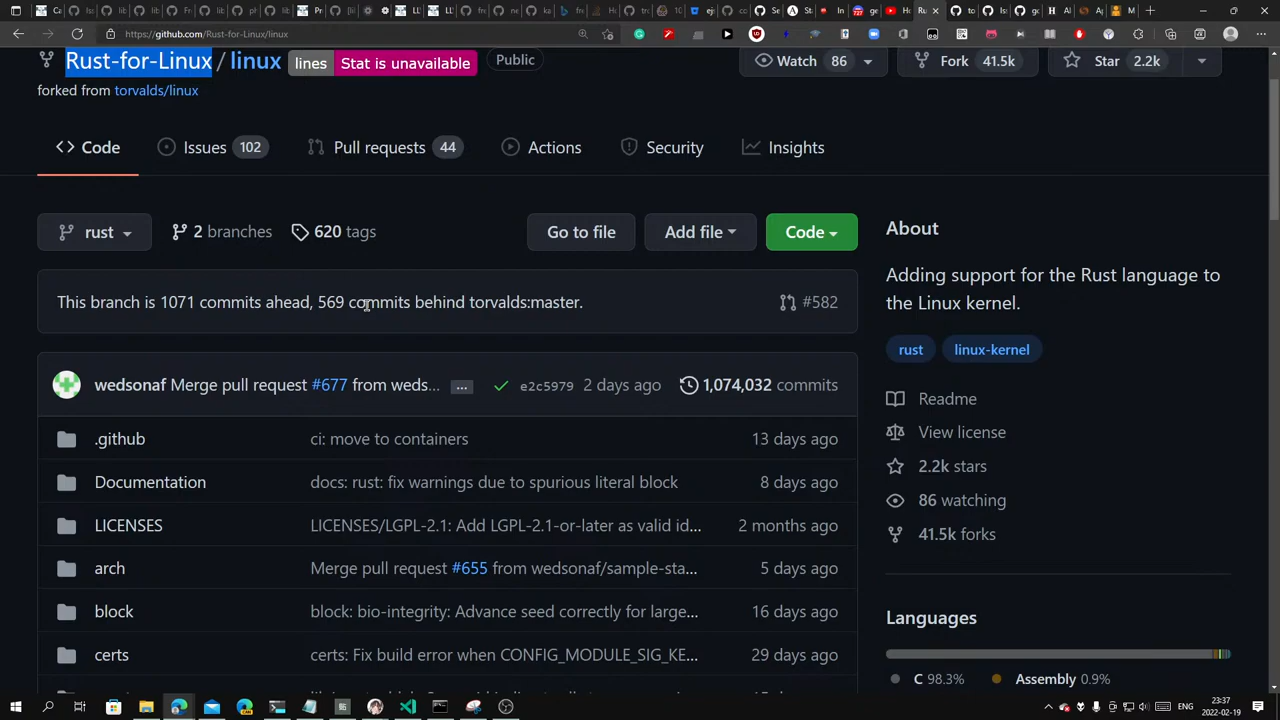 https://github.com/Rust-for-Linux/linux
Rust-for-Linux / linux lines Stat is unavailable Public Watch 86 Fork 41.5k Star 2.2k
forked from torvalds/linux
Code Issues 102 Pull requests 44 Actions Security Insights
rust 2 branches 620 tags Go to file Add file Code
This branch is 1071 commits ahead, 569 commits behind torvalds:master. #582
wedsonaf Merge pull request #677 from weds... ... e2c5979 2 days ago 1,074,032 commits
.github ci: move to containers 13 days ago
Documentation docs: rust: fix warnings due to spurious literal block 8 days ago
LICENSES LICENSES/LGPL-2.1: Add LGPL-2.1-or-later as valid id... 2 months ago
arch Merge pull request #655 from wedsonaf/sample-sta... 5 days ago
block block: bio-integrity: Advance seed correctly for large... 16 days ago
certs certs: Fix build error when CONFIG_MODULE_SIG_KE... 29 days ago
About
Adding support for the Rust language to
the Linux kernel.
rust linux-kernel
Readme
View license
2.2k stars
86 watching
41.5k forks
Languages
C 98.3% Assembly 0.9%
ENG
23:37
2022-02-19